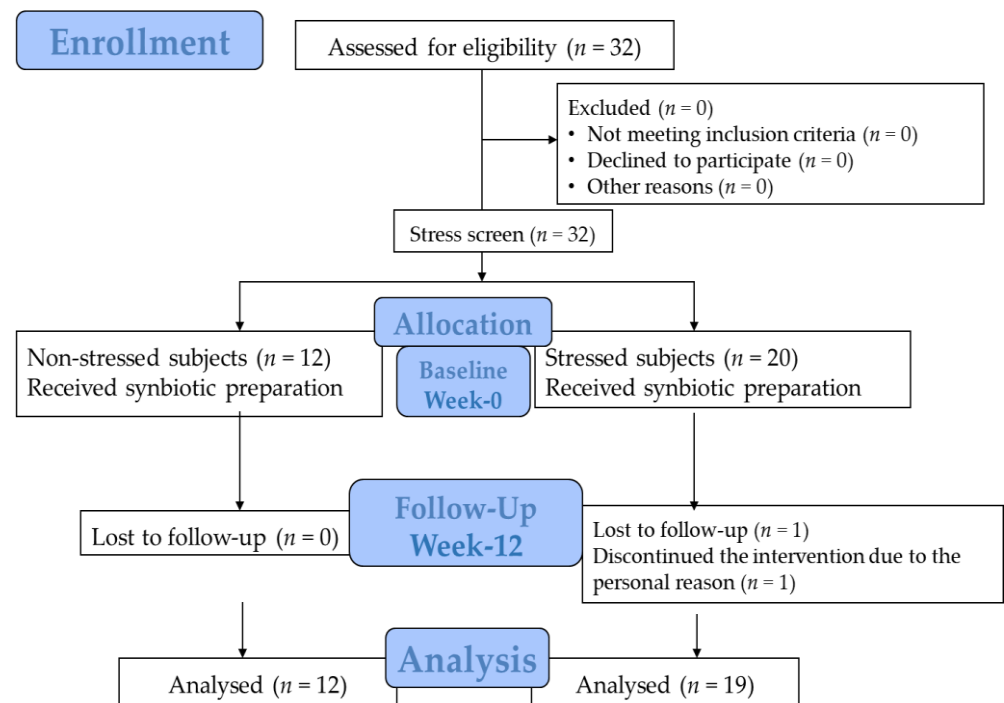 Enrollment
Assessed for eligibility (n = 32)
Excluded (n = 0)
• Not meeting inclusion criteria (n = 0)
• Declined to participate (n = 0)
• Other reasons (n = 0)
Stress screen (n = 32)
Allocation
Non-stressed subjects (n = 12)
Received synbiotic preparation
Baseline
Week-0
Stressed subjects (n = 20)
Received synbiotic preparation
Lost to follow-up (n = 0)
Follow-Up
Week-12
Lost to follow-up (n = 1)
Discontinued the intervention due to the
personal reason (n = 1)
Analysis
Analysed (n = 12)
Analysed (n = 19)